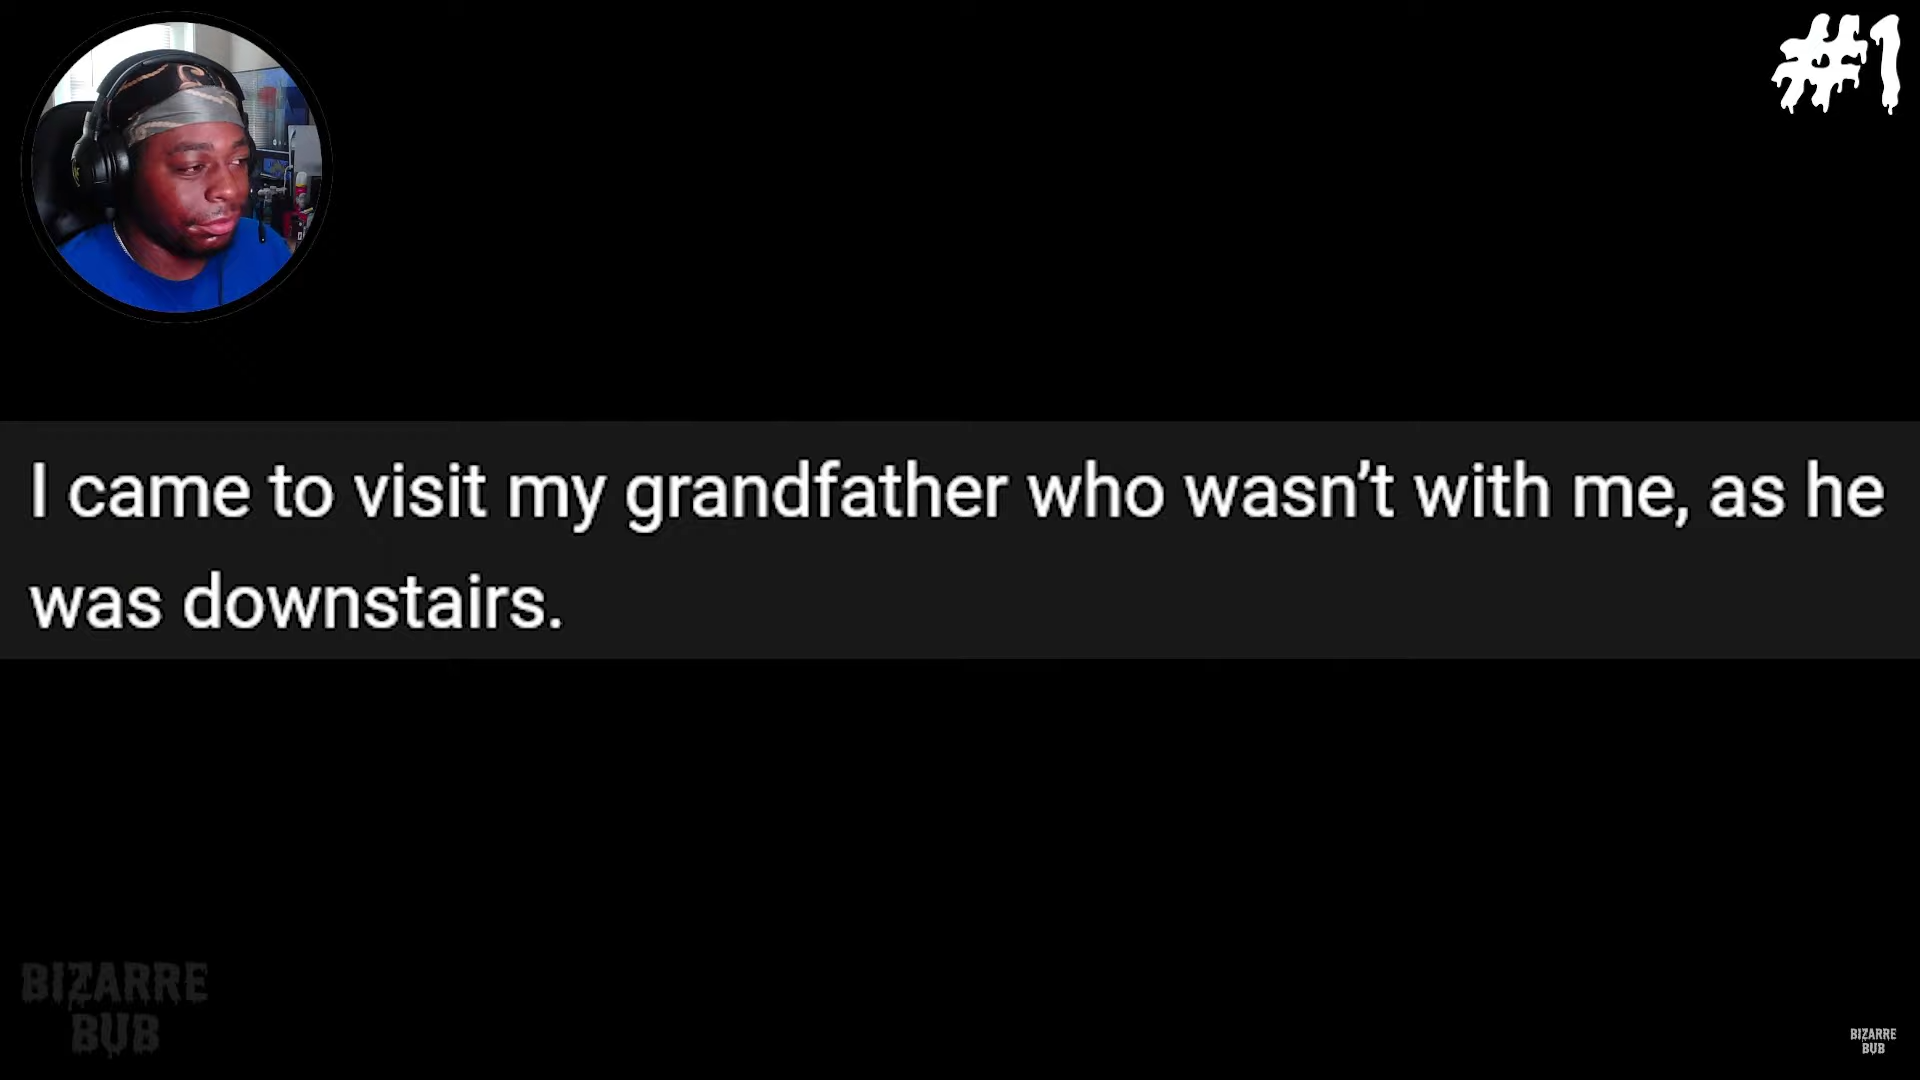 #1
I came to visit my grandfather who wasn’t with me, as he
was downstairs.
BIZARRE
BUB
BIZARRE
BUB